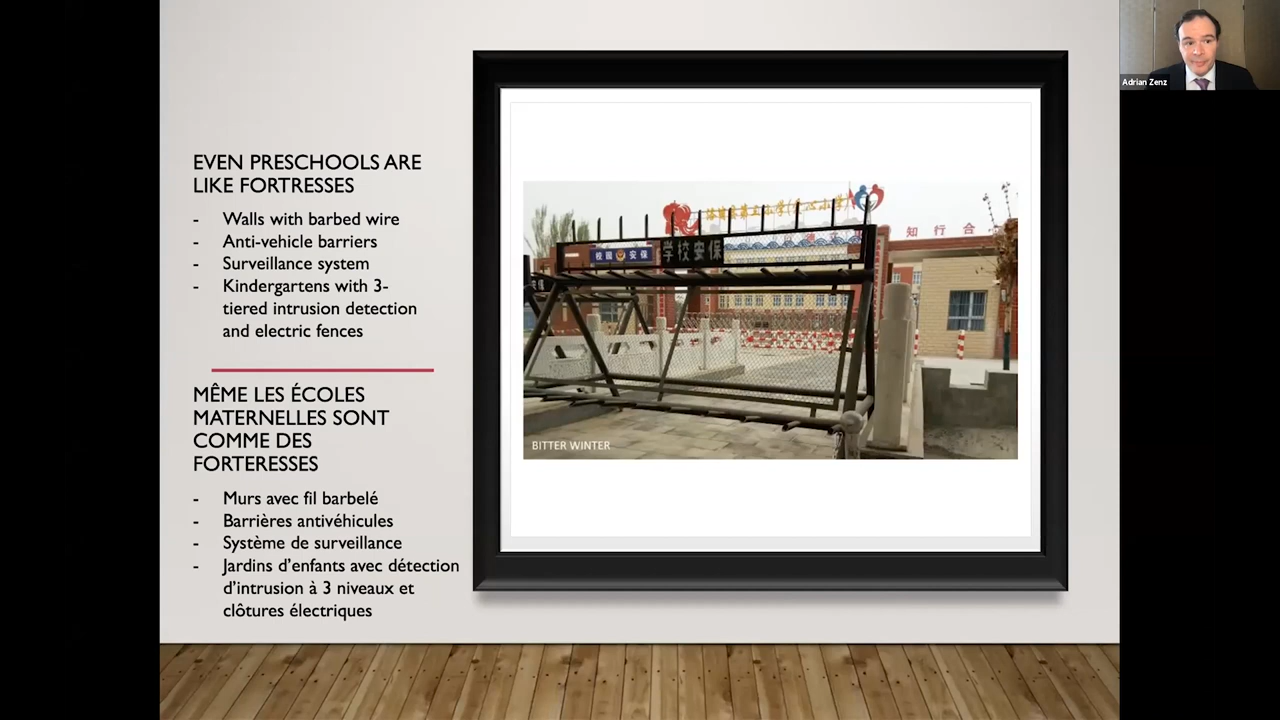 EVEN PRESCHOOLS ARE
LIKE FORTRESSES
- Walls with barbed wire
- Anti-vehicle barriers
- Surveillance system
- Kindergartens with 3-
tiered intrusion detection
and electric fences
MÊME LES ÉCOLES
MATERNELLES SONT
COMME DES
FORTERESSES
- Murs avec fil barbelé
- Barrières antivéhicules
- Système de surveillance
- Jardins d'enfants avec détection
d'intrusion à 3 niveaux et
clôtures électriques
知行合
校园 安保
学校安保
BITTER WINTER
Adrian Zenz